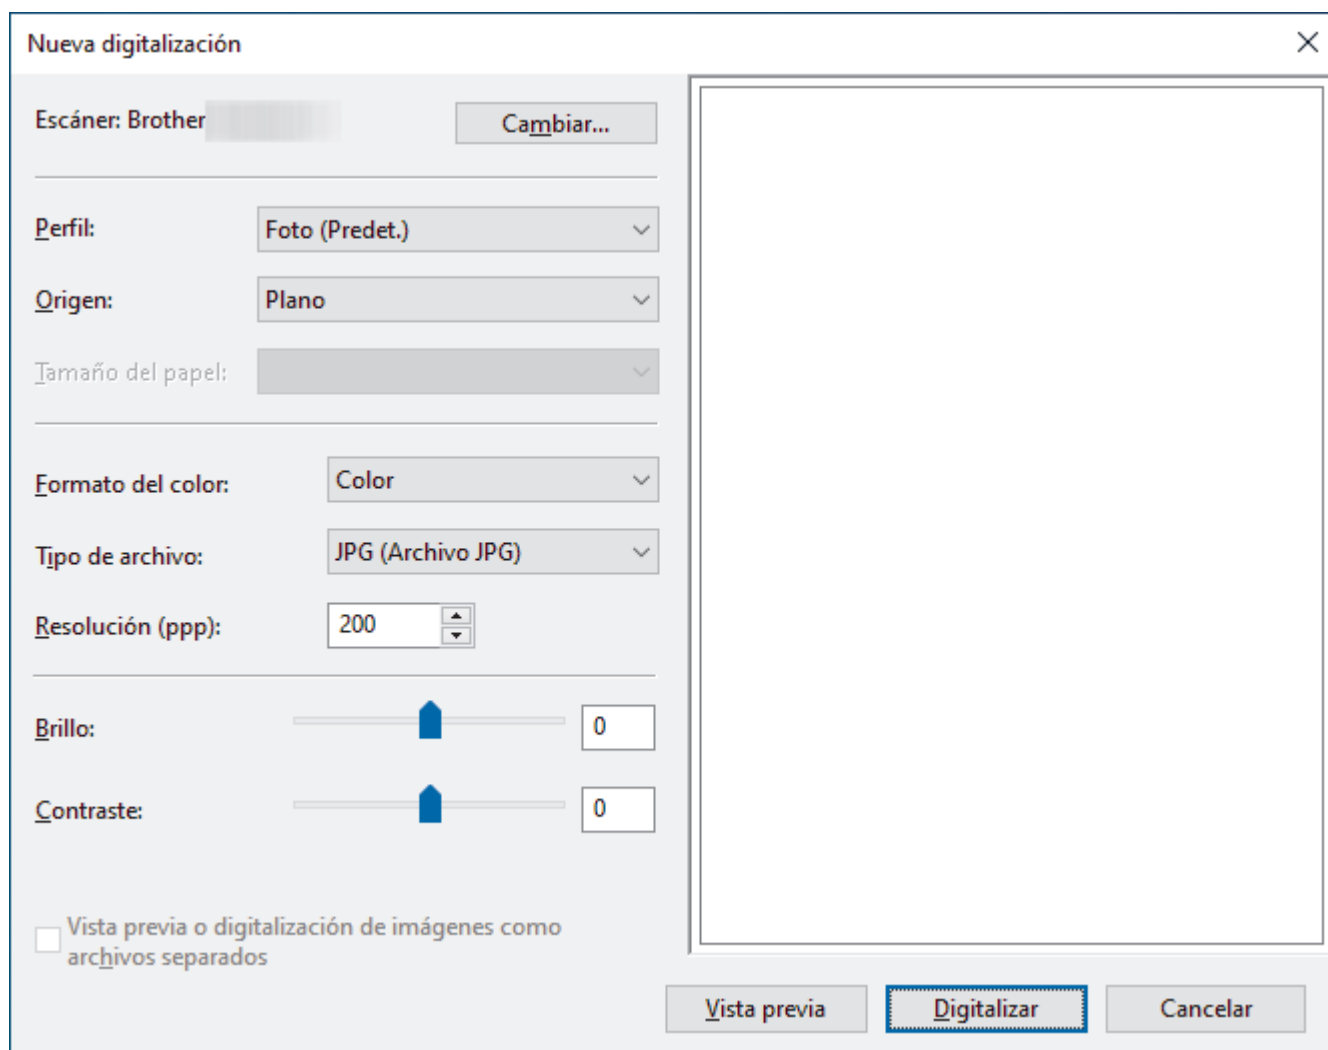 Nueva digitalización
Escáner: Brother
Cambiar...
Perfil:
Foto (Predet.)
Origen:
Plano
Tamaño del papel:
Formato del color:
Color
Tipo de archivo:
JPG (Archivo JPG)
Resolución (ppp):
200
Brillo:
0
Contraste:
0
Vista previa o digitalización de imágenes como
archivos separados
Vista previa
Digitalizar
Cancelar